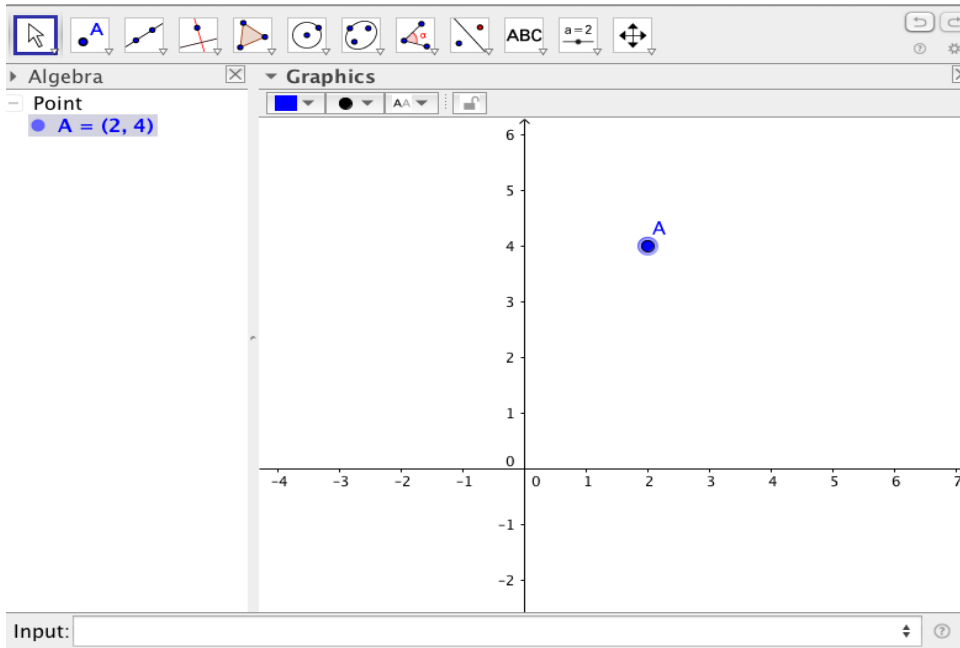 A
α
ABC
a=2
Algebra
Graphics
Point
A = (2, 4)
AA
A
6
5
4
3
2
1
0
-1
-2
-4 -3 -2 -1 0 1 2 3 4 5 6 7
Input: